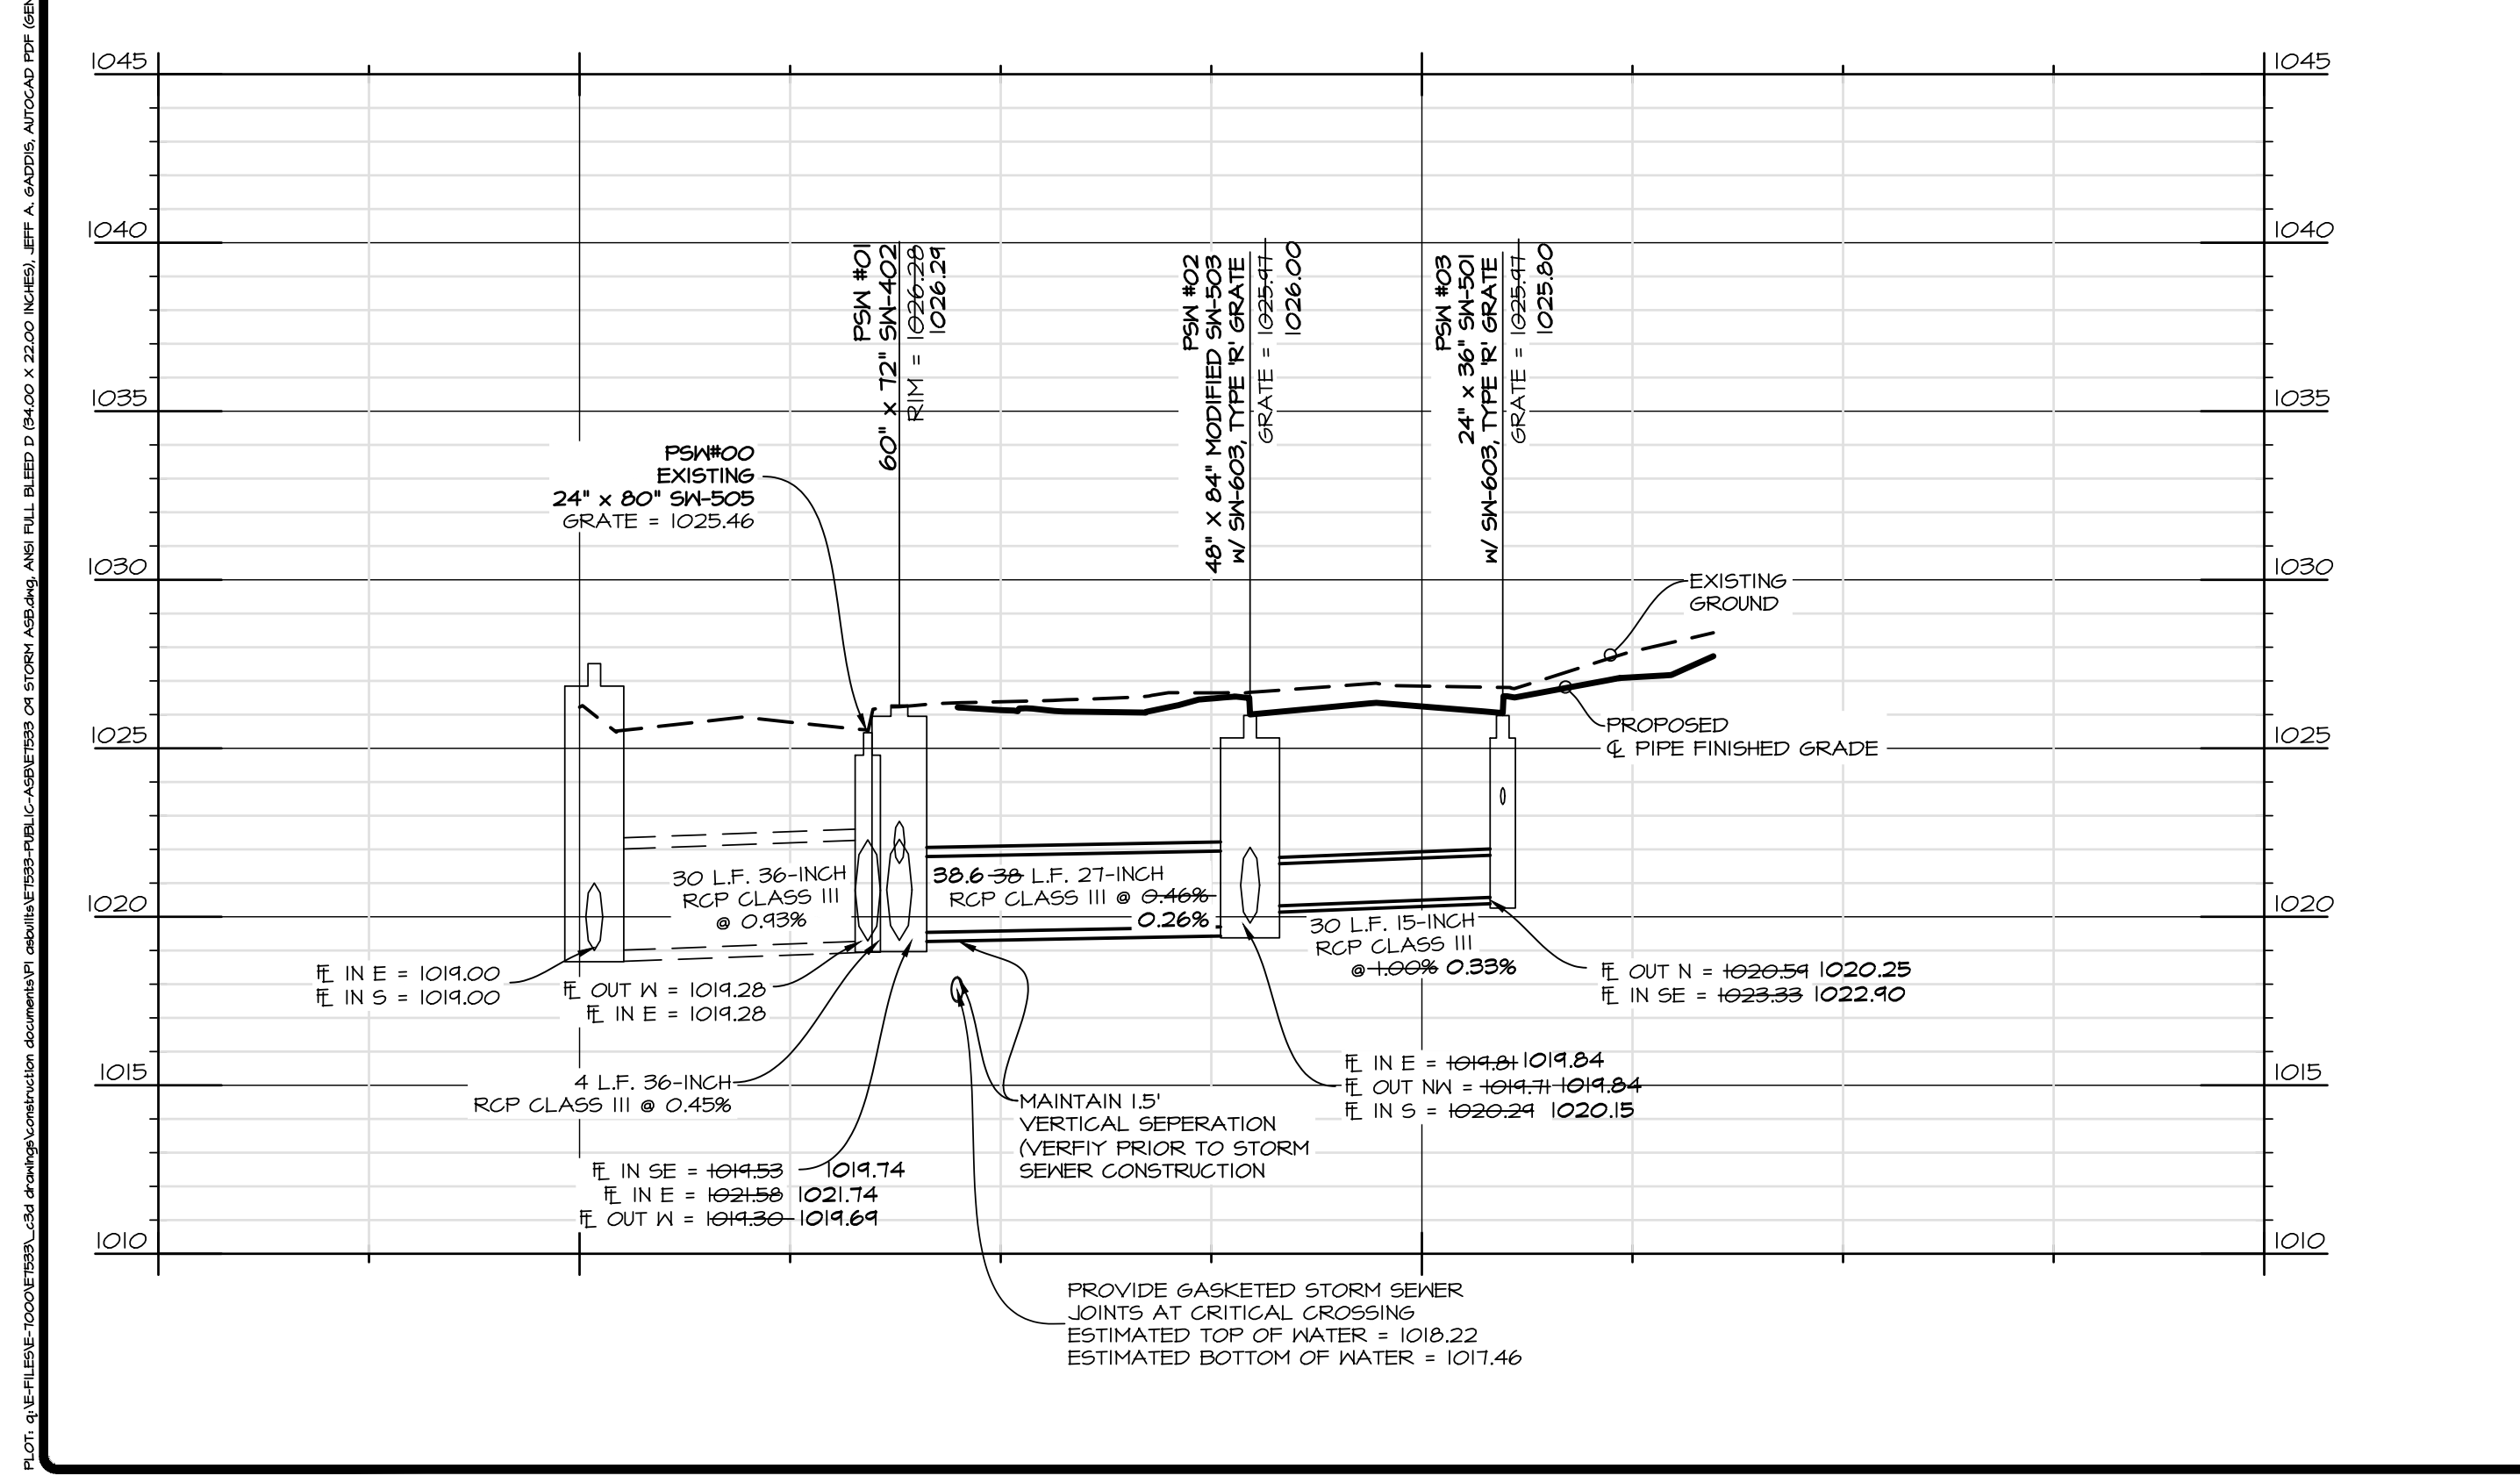 PLOT: q:\E-FILES\E-7000\E7533\_c3d drawings\construction documents\P1 asbuilts\E7533-PUBLIC-ASB\E7533 09 STORM ASB.dwg, ANSI FULL BLEED D (34.00 X 22.00 INCHES), JEFF A. GADDIS, AUTOCAD PDF (GEN
1045
1040
1035
1030
1025
1020
1015
1010
1045
1040
1035
1030
1025
1020
1015
1010
PSW #01
60" x 72" SW-402
RIM = 1026.28
1026.29
PSW #02
48" X 84" MODIFIED SW-503
W/ SW-603, TYPE 'R' GRATE
GRATE = 1025.97
1026.00
PSW #03
24" x 36" SW-501
W/ SW-603, TYPE 'R' GRATE
GRATE = 1025.97
1025.80
PSW#00
EXISTING
24" x 80" SW-505
GRATE = 1025.46
EXISTING
GROUND
PROPOSED
℄ PIPE FINISHED GRADE
30 L.F. 36-INCH
RCP CLASS III
@ 0.93%
38.6 38 L.F. 27-INCH
RCP CLASS III @ 0.46%
0.26%
30 L.F. 15-INCH
RCP CLASS III
@ 1.00% 0.33%
FL IN E = 1019.00
FL IN S = 1019.00
FL OUT W = 1019.28
FL IN E = 1019.28
FL OUT N = 1020.59 1020.25
FL IN SE = 1023.33 1022.90
4 L.F. 36-INCH
RCP CLASS III @ 0.45%
MAINTAIN 1.5'
VERTICAL SEPERATION
(VERFIY PRIOR TO STORM
SEWER CONSTRUCTION
FL IN E = 1019.81 1019.84
FL OUT NW = 1019.71 1019.84
FL IN S = 1020.29 1020.15
FL IN SE = 1019.53 1019.74
FL IN E = 1021.58 1021.74
FL OUT W = 1019.30 1019.69
PROVIDE GASKETED STORM SEWER
JOINTS AT CRITICAL CROSSING
ESTIMATED TOP OF WATER = 1018.22
ESTIMATED BOTTOM OF WATER = 1017.46